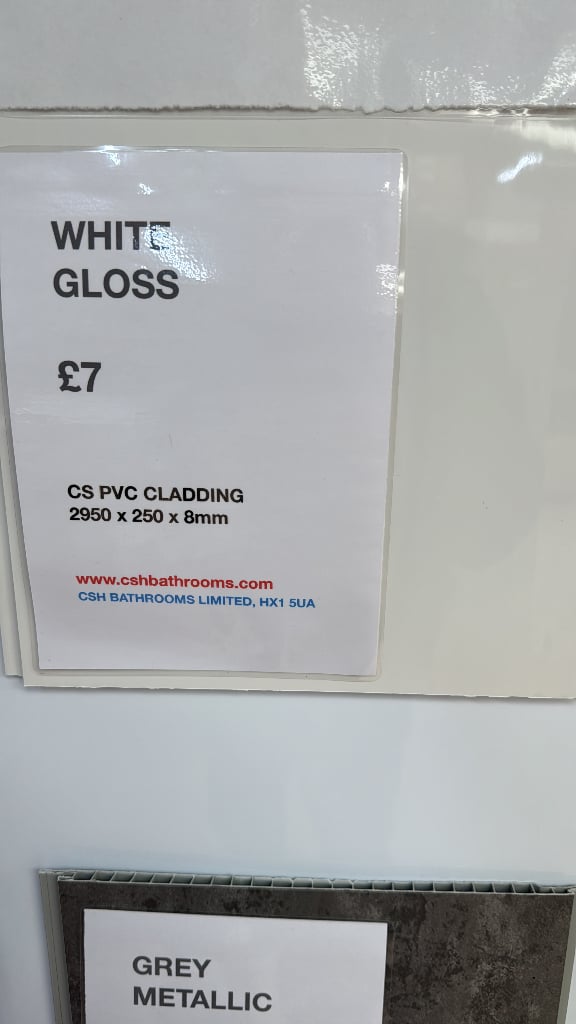 WHITE
GLOSS
£7
CS PVC CLADDING
2950 x 250 x 8mm
www.cshbathrooms.com
CSH BATHROOMS LIMITED, HX1 5UA
GREY
METALLIC